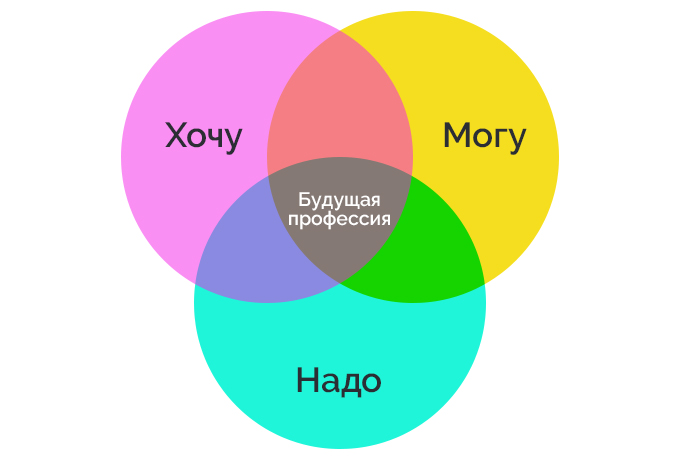 Хочу
Могу
Будущая
профессия
Надо